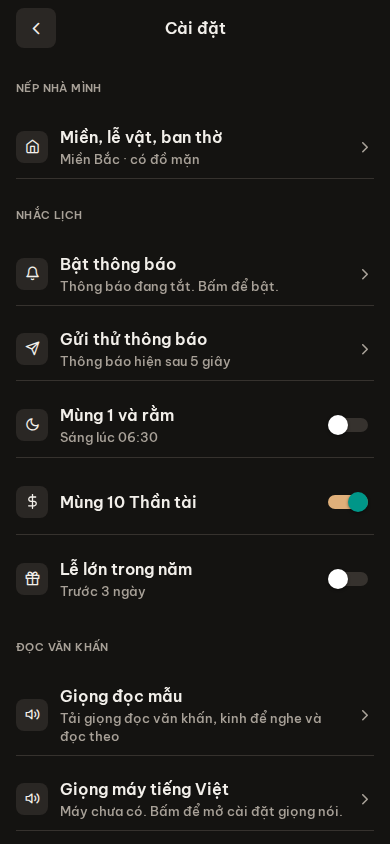 Cài đặt
NẾP NHÀ MÌNH
Miền, lễ vật, ban thờ
Miền Bắc · có đồ mặn
NHẮC LỊCH
Bật thông báo
Thông báo đang tắt. Bấm để bật.
Gửi thử thông báo
Thông báo hiện sau 5 giây
Mùng 1 và rằm
Sáng lúc 06:30
Mùng 10 Thần tài
Lễ lớn trong năm
Trước 3 ngày
ĐỌC VĂN KHẤN
Giọng đọc mẫu
Tải giọng đọc văn khấn, kinh để nghe và
đọc theo
Giọng máy tiếng Việt
Máy chưa có. Bấm để mở cài đặt giọng nói.